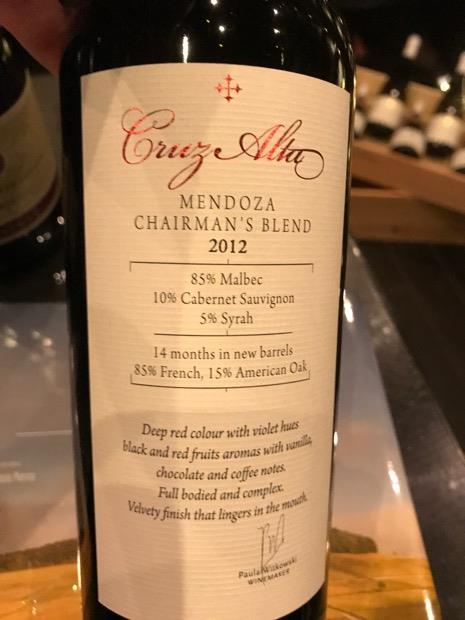 Cruz Alta
MENDOZA
CHAIRMAN'S BLEND
2012
85% Malbec
10% Cabernet Sauvignon
5% Syrah
14 months in new barrels
85% French, 15% American Oak
Deep red colour with violet hues
black and red fruits aromas with vanilla,
chocolate and coffee notes.
Full bodied and complex.
Velvety finish that lingers in the mouth.
Paula Witkowski
WINEMAKER